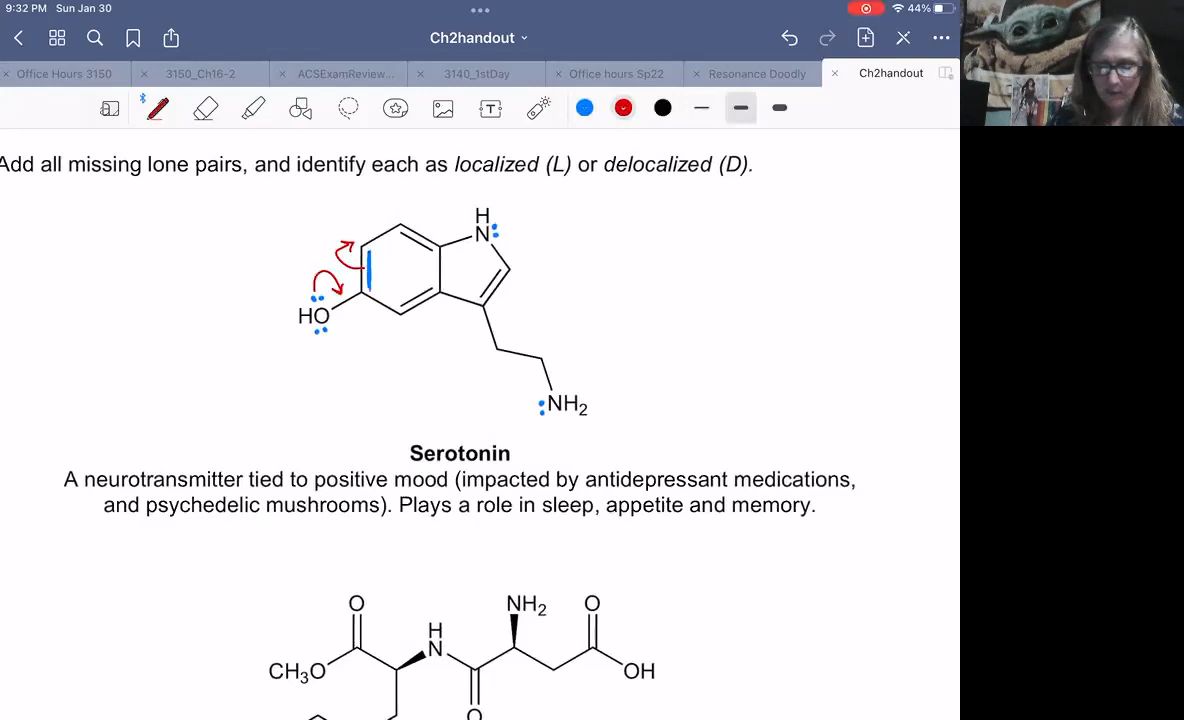 9:32 PM Sun Jan 30
44%
Ch2handout
Office Hours 3150
3150_Ch16-2
ACSExamReview...
3140_1stDay
Office hours Sp22
Resonance Doodly
Ch2handout
Add all missing lone pairs, and identify each as localized (L) or delocalized (D).
H
N
HO
NH2
Serotonin
A neurotransmitter tied to positive mood (impacted by antidepressant medications,
and psychedelic mushrooms). Plays a role in sleep, appetite and memory.
O
NH2
O
H
N
CH3O
OH
O